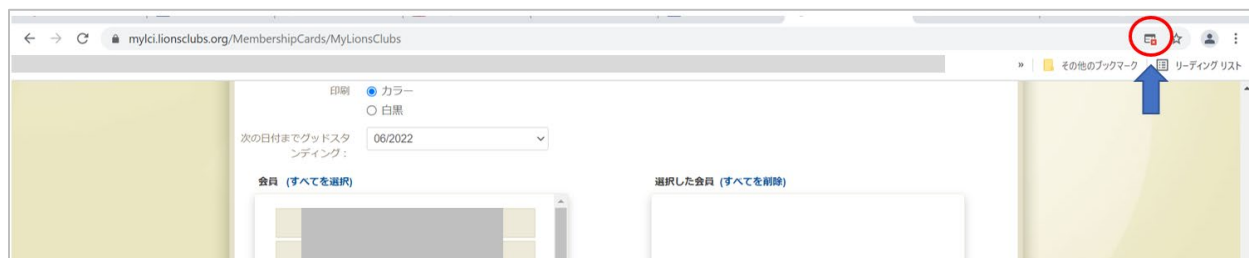 mylci.lionsclubs.org/MembershipCards/MyLionsClubs
» その他のブックマーク リーディング リスト
印刷 カラー
白黒
次の日付までグッドスタ
ンディング: 06/2022
会員 (すべてを選択) 選択した会員 (すべてを削除)